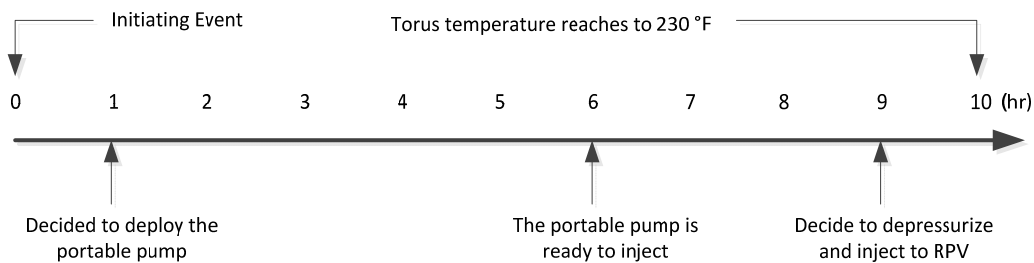 Initiating Event
Torus temperature reaches to 230 °F
0 1 2 3 4 5 6 7 8 9 10 (hr)
Decided to deploy the
portable pump
The portable pump is
ready to inject
Decide to depressurize
and inject to RPV